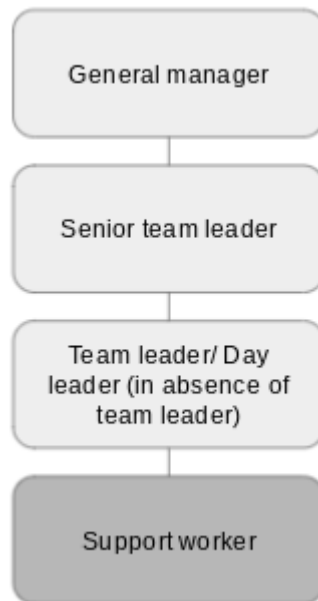 General manager
Senior team leader
Team leader/ Day
leader (in absence of
team leader)
Support worker